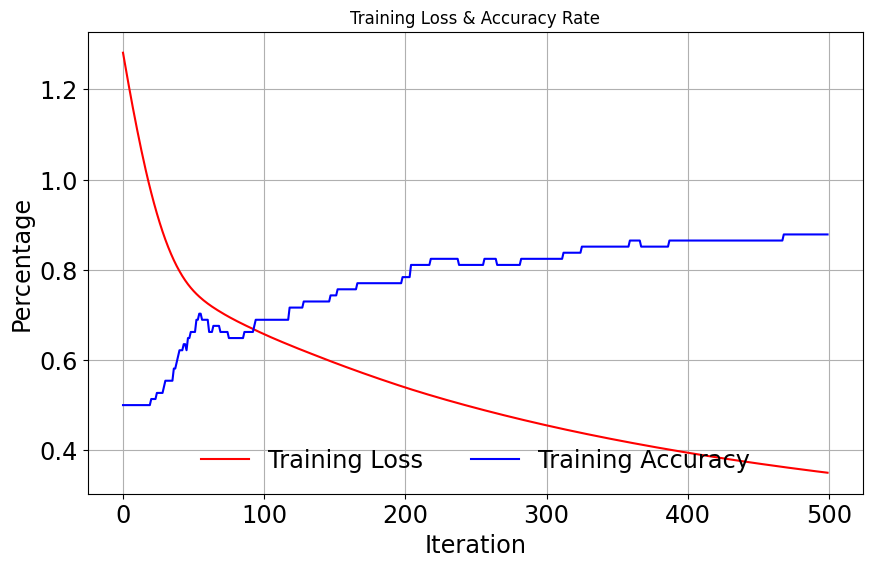 Training Loss & Accuracy Rate
Percentage
1.2
1.0
0.8
0.6
0.4
Training Loss
Training Accuracy
0 100 200 300 400 500
Iteration